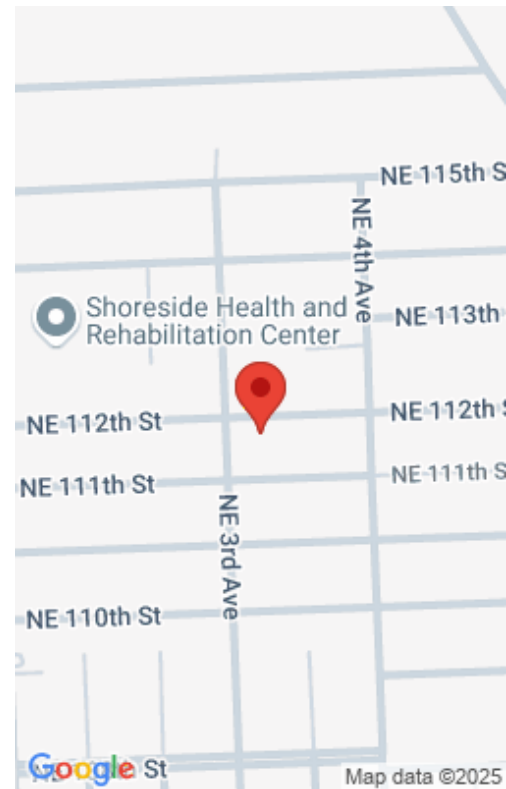 NE 115th S
NE 4th Ave
Shoreside Health and
Rehabilitation Center
NE 113th
NE 112th St
NE 112th S
NE 111th St
NE 111th S
NE 3rd Ave
NE 110th St
Google
St
Map data ©2025